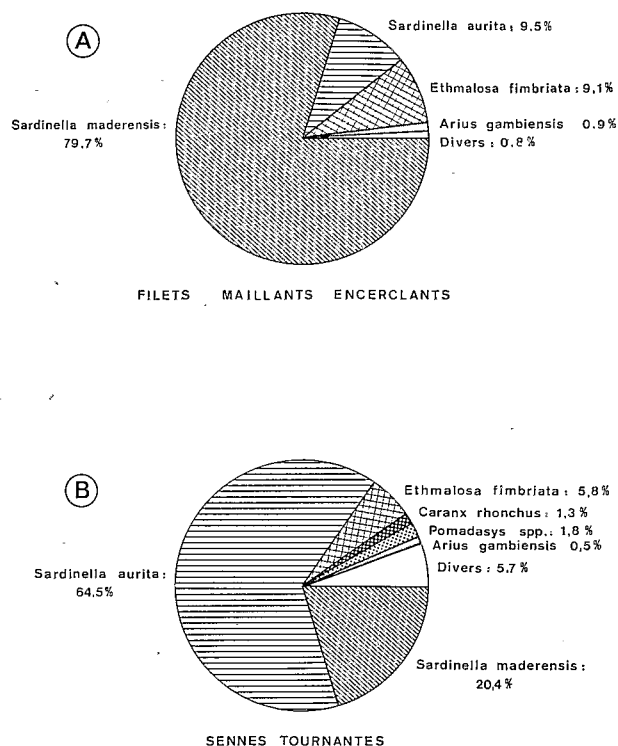 A
Sardinella aurita : 9.5%
Ethmalosa fimbriata : 9,1%
Sardinella maderensis :
79,7%
Arius gambiensis 0.9%
Divers : 0.8%
FILETS MAILLANTS ENCERCLANTS
B
Ethmalosa fimbriata : 5,8%
Caranx rhonchus : 1,3 %
Pomadasys spp. : 1,8 %
Arius gambiensis 0,5%
Sardinella aurita :
64.5%
Divers : 5.7%
Sardinella maderensis :
20,4%
SENNES TOURNANTES